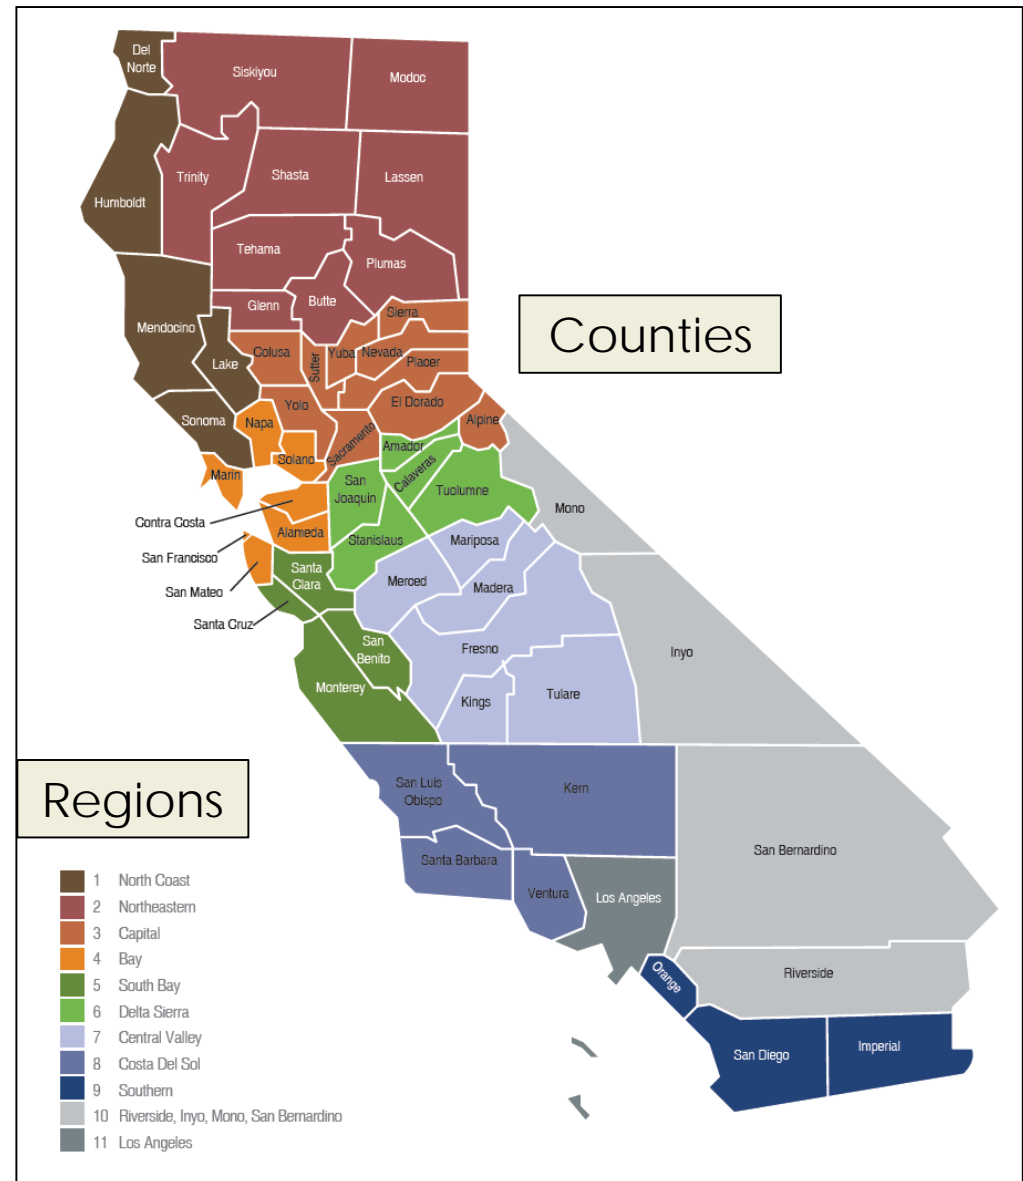 Del
Norte
Siskiyou
Modoc
Humboldt
Trinity
Shasta
Lassen
Tehama
Plumas
Glenn
Butte
Mendocino
Lake
Colusa
Sutter
Yuba
Sierra
Nevada
Placer
Counties
Sonoma
Napa
Yolo
El Dorado
Alpine
Sacramento
Solano
Marin
Amador
Calaveras
San
Joaquin
Tuolumne
Mono
Contra Costa
Alameda
Stanislaus
Mariposa
San Francisco
San Mateo
Santa
Clara
Merced
Madera
Santa Cruz
San
Benito
Fresno
Inyo
Monterey
Kings
Tulare
San Luis
Obispo
Kern
Santa Barbara
Ventura
Los Angeles
San Bernardino
Orange
Riverside
San Diego
Imperial
Regions
1 North Coast
2 Northeastern
3 Capital
4 Bay
5 South Bay
6 Delta Sierra
7 Central Valley
8 Costa Del Sol
9 Southern
10 Riverside, Inyo, Mono, San Bernardino
11 Los Angeles